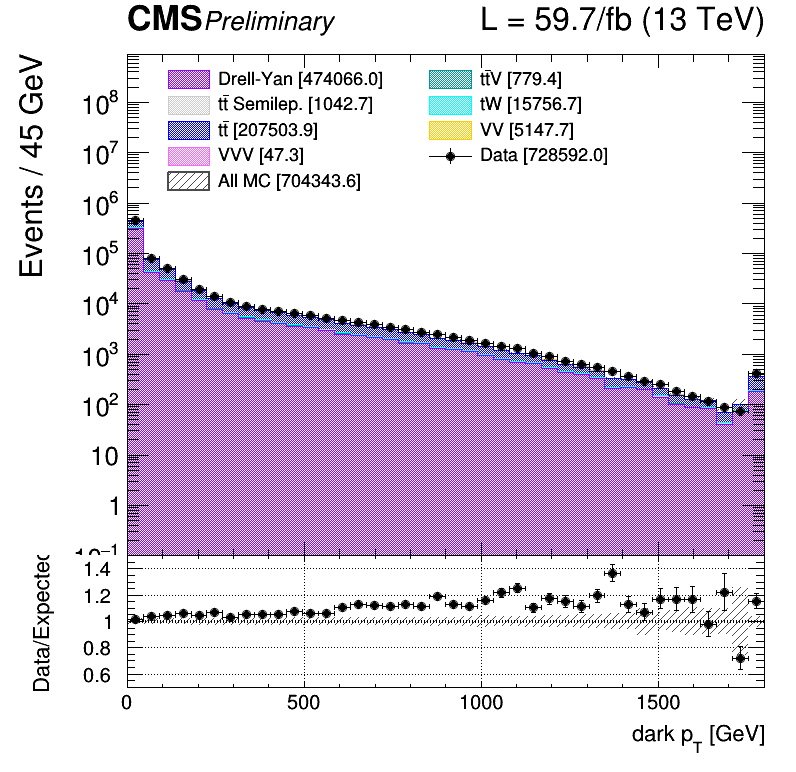 CMS Preliminary L = 59.7/fb (13 TeV)
Events / 45 GeV
Drell-Yan [474066.0]
tt̄ Semilep. [1042.7]
tt̄ [207503.9]
VVV [47.3]
All MC [704343.6]
tt̄V [779.4]
tW [15756.7]
VV [5147.7]
Data [728592.0]
10⁸
10⁷
10⁶
10⁵
10⁴
10³
10²
10
1
10⁻¹
Data/Expected
1.4
1.2
1
0.8
0.6
0 500 1000 1500
dark p_T [GeV]